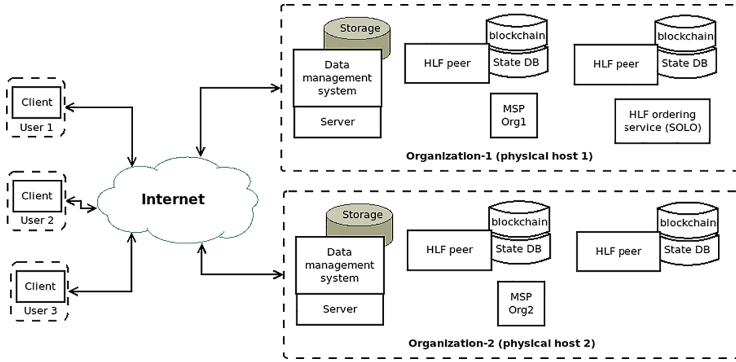 Client
User 1
Client
User 2
Client
User 3
Internet
Storage
Data
management
system
Server
HLF peer
blockchain
State DB
HLF peer
blockchain
State DB
MSP
Org1
HLF ordering
service (SOLO)
Organization-1 (physical host 1)
Storage
Data
management
system
Server
HLF peer
blockchain
State DB
HLF peer
blockchain
State DB
MSP
Org2
Organization-2 (physical host 2)